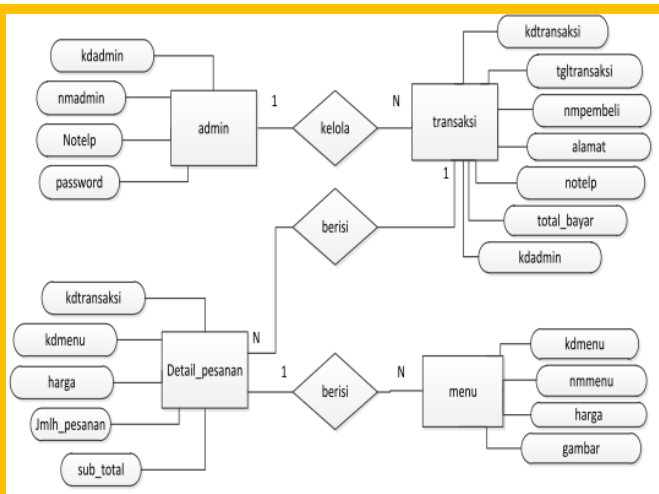 kdadmin
nmadmin
Notelp
password
admin
1
kelola
N
transaksi
kdtransaksi
tgltransaksi
nmpembeli
alamat
notelp
total_bayar
kdadmin
1
berisi
N
kdtransaksi
kdmenu
harga
Jmlh_pesanan
sub_total
Detail_pesanan
1
berisi
N
menu
kdmenu
nmmenu
harga
gambar